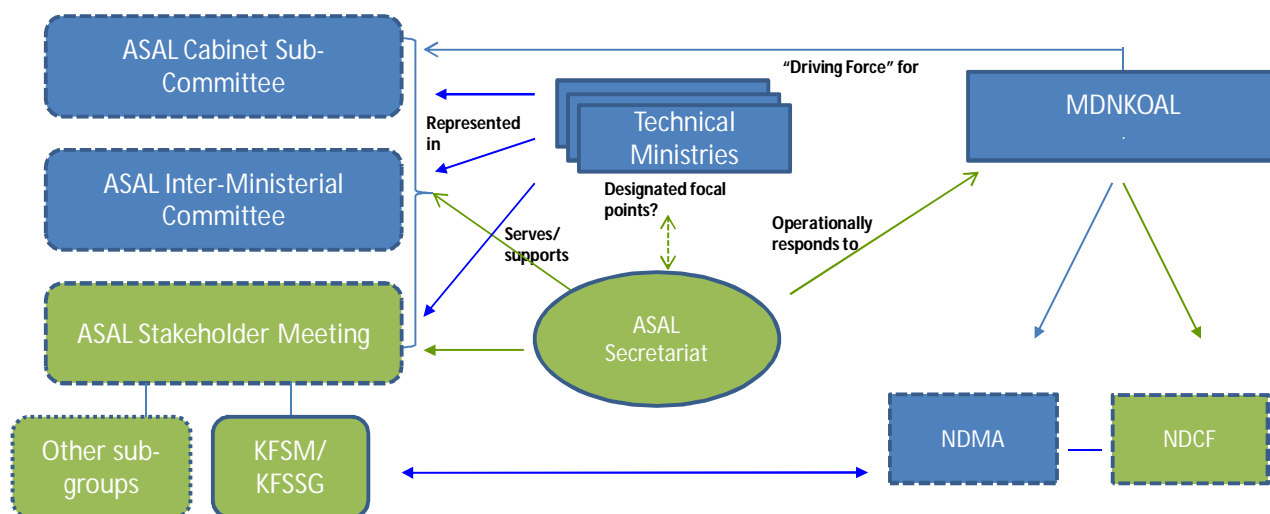 ASAL Cabinet Sub-
Committee
“Driving Force” for
MDNKOAL
.
Technical
Ministries
Represented
in
ASAL Inter-Ministerial
Committee
Designated focal
points?
Serves/
supports
Operationally
responds to
ASAL Stakeholder Meeting
ASAL
Secretariat
Other sub-
groups
KFSM/
KFSSG
NDMA
NDCF